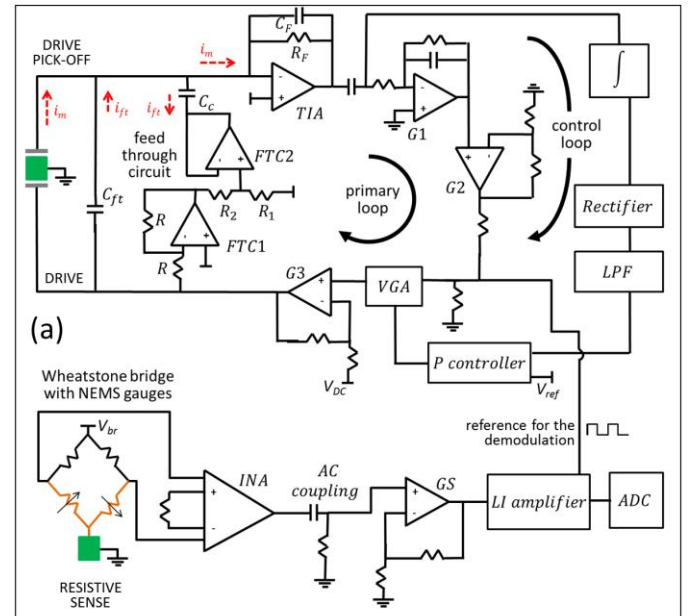 DRIVE
PICK-OFF
i_m
C_F
R_F
TIA
∫
i_m
i_ft
i_ft
C_c
G1
control
loop
feed
through
circuit
FTC2
G2
primary
loop
C_ft
R_2
R_1
R
Rectifier
FTC1
R
DRIVE
G3
VGA
LPF
(a)
P controller
V_DC
V_ref
Wheatstone bridge
with NEMS gauges
V_br
reference for the
demodulation
INA
AC
coupling
GS
LI amplifier
ADC
RESISTIVE
SENSE